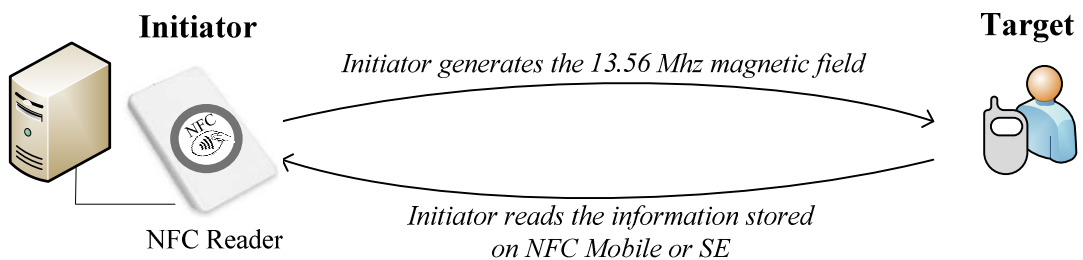 Initiator
Target
Initiator generates the 13.56 Mhz magnetic field
NFC
Initiator reads the information stored
on NFC Mobile or SE
NFC Reader